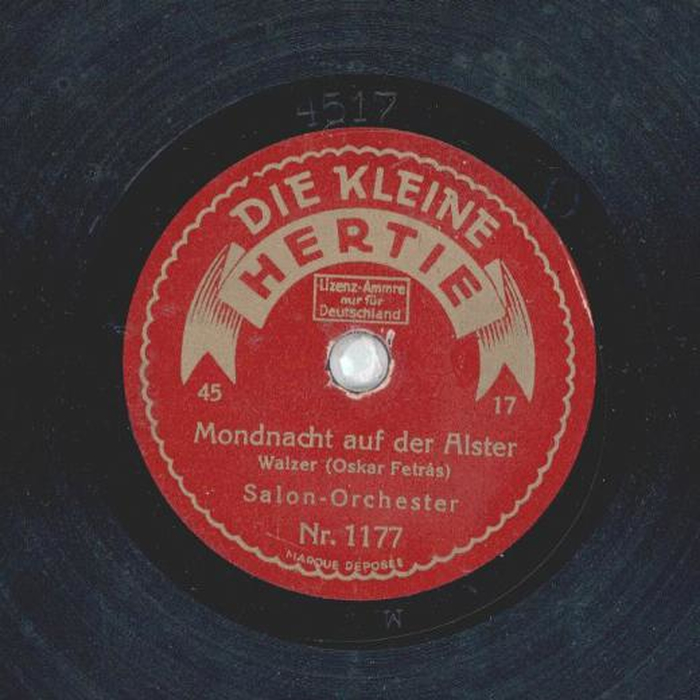 4517
DIE KLEINE
HERTIE
Lizenz-Ammre
nur für
Deutschland
45 17
Mondnacht auf der Alster
Walzer (Oskar Fetrás)
Salon-Orchester
Nr. 1177
MARQUE DÉPOSÉE